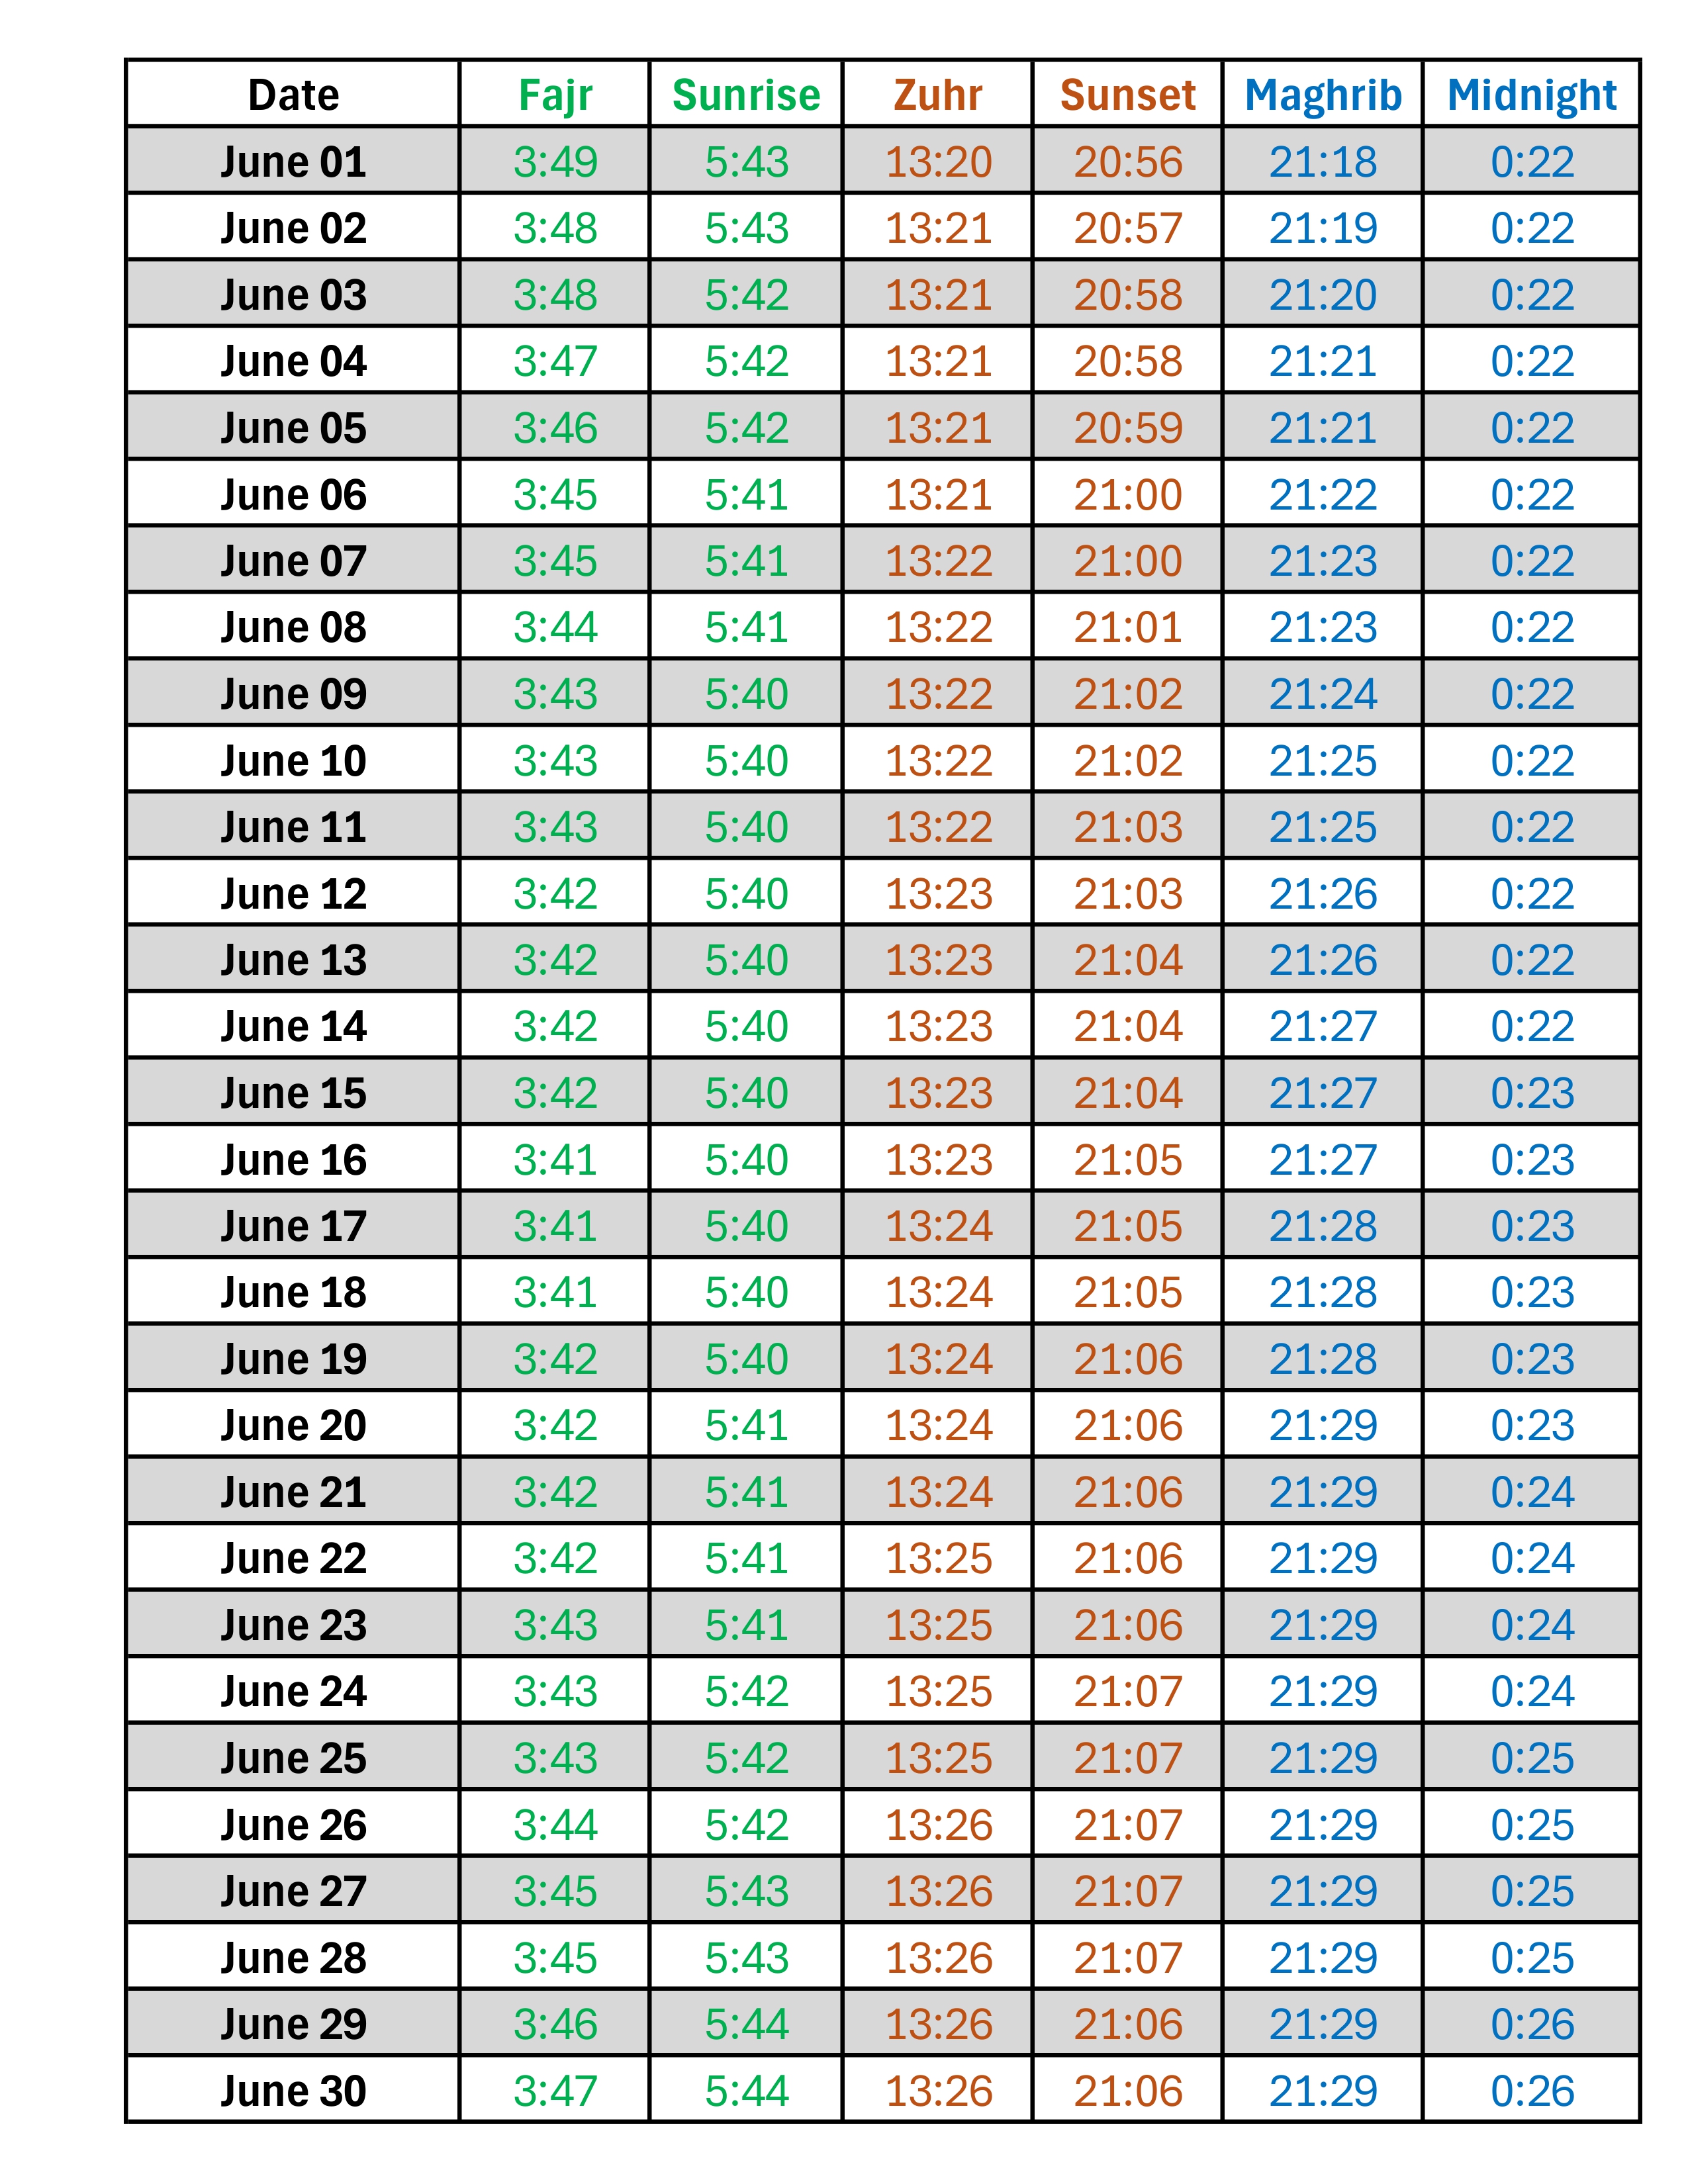 Date Fajr Sunrise Zuhr Sunset Maghrib Midnight
June 01 3:49 5:43 13:20 20:56 21:18 0:22
June 02 3:48 5:43 13:21 20:57 21:19 0:22
June 03 3:48 5:42 13:21 20:58 21:20 0:22
June 04 3:47 5:42 13:21 20:58 21:21 0:22
June 05 3:46 5:42 13:21 20:59 21:21 0:22
June 06 3:45 5:41 13:21 21:00 21:22 0:22
June 07 3:45 5:41 13:22 21:00 21:23 0:22
June 08 3:44 5:41 13:22 21:01 21:23 0:22
June 09 3:43 5:40 13:22 21:02 21:24 0:22
June 10 3:43 5:40 13:22 21:02 21:25 0:22
June 11 3:43 5:40 13:22 21:03 21:25 0:22
June 12 3:42 5:40 13:23 21:03 21:26 0:22
June 13 3:42 5:40 13:23 21:04 21:26 0:22
June 14 3:42 5:40 13:23 21:04 21:27 0:22
June 15 3:42 5:40 13:23 21:04 21:27 0:23
June 16 3:41 5:40 13:23 21:05 21:27 0:23
June 17 3:41 5:40 13:24 21:05 21:28 0:23
June 18 3:41 5:40 13:24 21:05 21:28 0:23
June 19 3:42 5:40 13:24 21:06 21:28 0:23
June 20 3:42 5:41 13:24 21:06 21:29 0:23
June 21 3:42 5:41 13:24 21:06 21:29 0:24
June 22 3:42 5:41 13:25 21:06 21:29 0:24
June 23 3:43 5:41 13:25 21:06 21:29 0:24
June 24 3:43 5:42 13:25 21:07 21:29 0:24
June 25 3:43 5:42 13:25 21:07 21:29 0:25
June 26 3:44 5:42 13:26 21:07 21:29 0:25
June 27 3:45 5:43 13:26 21:07 21:29 0:25
June 28 3:45 5:43 13:26 21:07 21:29 0:25
June 29 3:46 5:44 13:26 21:06 21:29 0:26
June 30 3:47 5:44 13:26 21:06 21:29 0:26